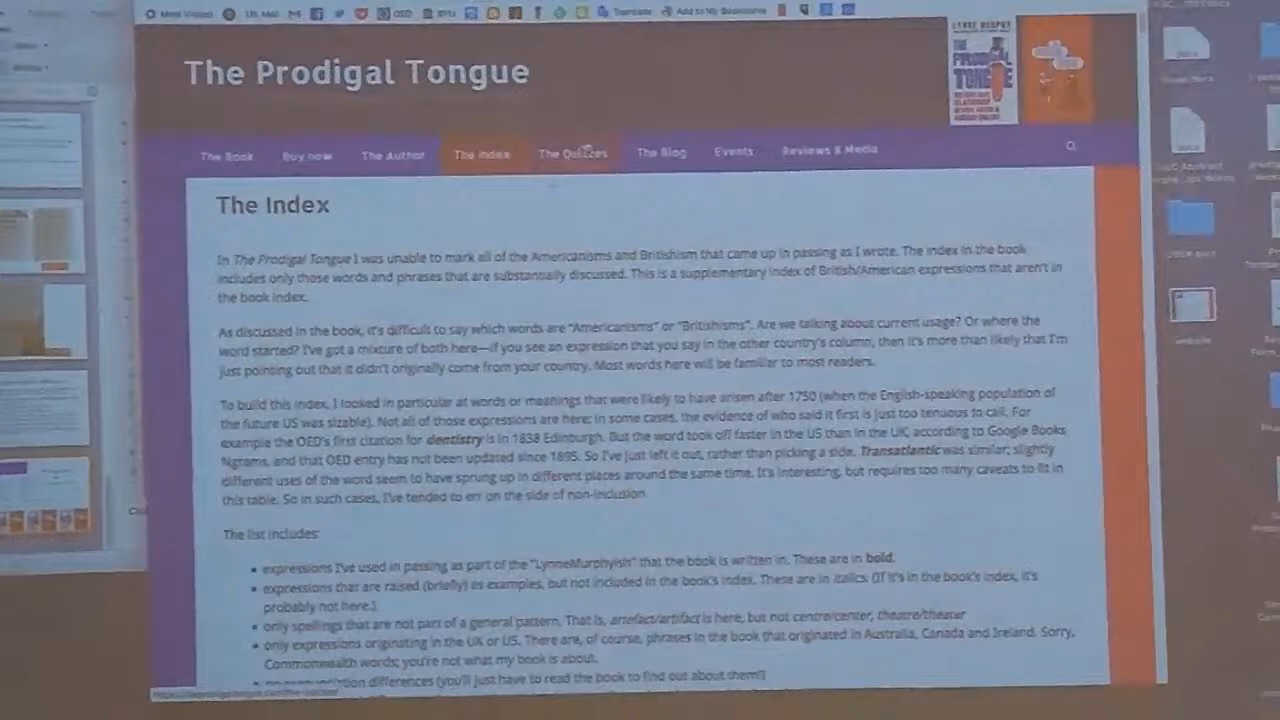 Translate
Add to My Bookmarks
The Prodigal Tongue
LYNNE MURPHY
THE PRODIGAL TONGUE
The Book Buy now The Author The Index The Quizzes The Blog Events Reviews & Media
The Index
In The Prodigal Tongue I was unable to mark all of the Americanisms and Britishism that came up in passing as I wrote. The index in the book
includes only those words and phrases that are substantially discussed. This is a supplementary index of British/American expressions that aren't in
the book index.
As discussed in the book, it's difficult to say which words are "Americanisms" or "Britishisms". Are we talking about current usage? Or where the
word started? I've got a mixture of both here—if you see an expression that you say in the other country's column, then it's more than likely that I'm
just pointing out that it didn't originally come from your country. Most words here will be familiar to most readers.
To build this index, I looked in particular at words or meanings that were likely to have arisen after 1750 (when the English-speaking population of
the future US was sizable). Not all of those expressions are here; in some cases, the evidence of who said it first is just too tenuous to call. For
example the OED's first citation for dentistry is in 1838 Edinburgh. But the word took off faster in the US than in the UK, according to Google Books
Ngrams, and that OED entry has not been updated since 1895. So I've just left it out, rather than picking a side. Transatlantic was similar; slightly
different uses of the word seem to have sprung up in different places around the same time. It's interesting, but requires too many caveats to fit in
this table. So in such cases, I've tended to err on the side of non-inclusion.
The list includes:
• expressions I've used in passing as part of the "LynneMurphyish" that the book is written in. These are in bold.
• expressions that are raised (briefly) as examples, but not included in the book's index. These are in italics. (If it's in the book's index, it's
probably not here.)
• only spellings that are not part of a general pattern. That is, artefact/artifact is here, but not centre/center, theatre/theater
• only expressions originating in the UK or US. There are, of course, phrases in the book that originated in Australia, Canada and Ireland. Sorry,
Commonwealth words; you're not what my book is about.
differences (you'll just have to read the book to find out about them!)
website